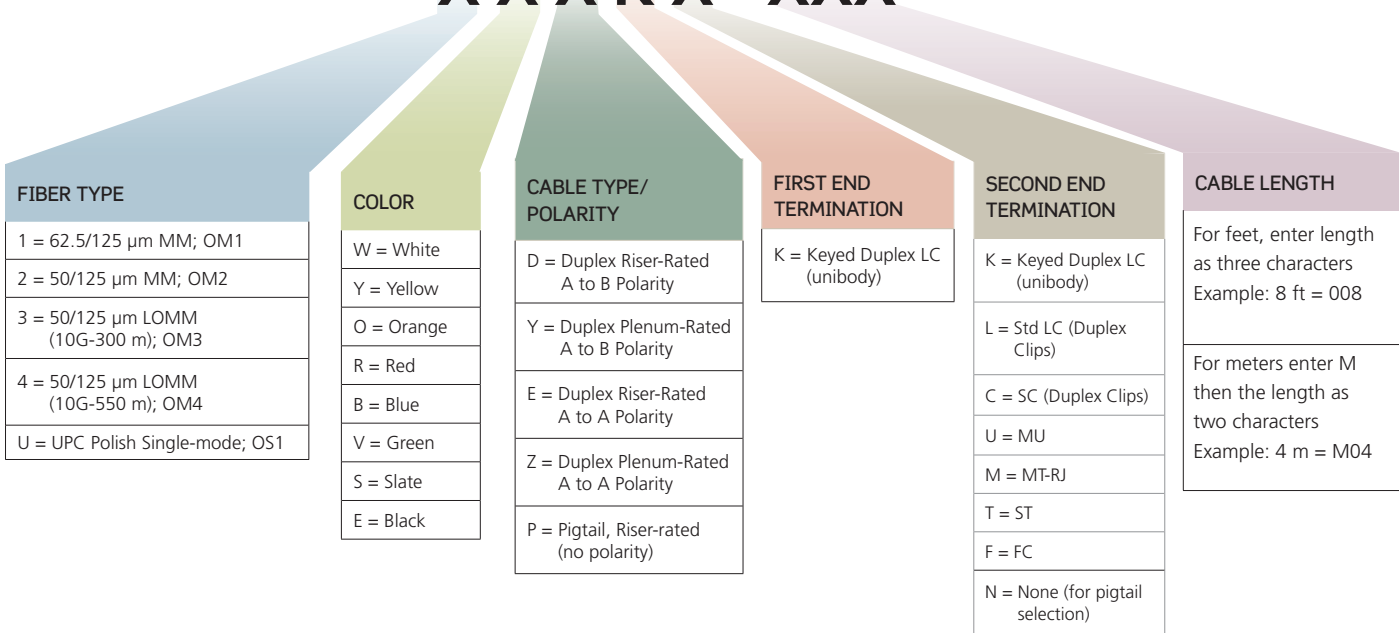 FIBER TYPE
1 = 62.5/125 µm MM; OM1
2 = 50/125 µm MM; OM2
3 = 50/125 µm LOMM
(10G-300 m); OM3
4 = 50/125 µm LOMM
(10G-550 m); OM4
U = UPC Polish Single-mode; OS1
COLOR
W = White
Y = Yellow
O = Orange
R = Red
B = Blue
V = Green
S = Slate
E = Black
CABLE TYPE/
POLARITY
D = Duplex Riser-Rated
A to B Polarity
Y = Duplex Plenum-Rated
A to B Polarity
E = Duplex Riser-Rated
A to A Polarity
Z = Duplex Plenum-Rated
A to A Polarity
P = Pigtail, Riser-rated
(no polarity)
FIRST END
TERMINATION
K = Keyed Duplex LC
(unibody)
SECOND END
TERMINATION
K = Keyed Duplex LC
(unibody)
L = Std LC (Duplex
Clips)
C = SC (Duplex Clips)
U = MU
M = MT-RJ
T = ST
F = FC
N = None (for pigtail
selection)
CABLE LENGTH
For feet, enter length
as three characters
Example: 8 ft = 008
For meters enter M
then the length as
two characters
Example: 4 m = M04